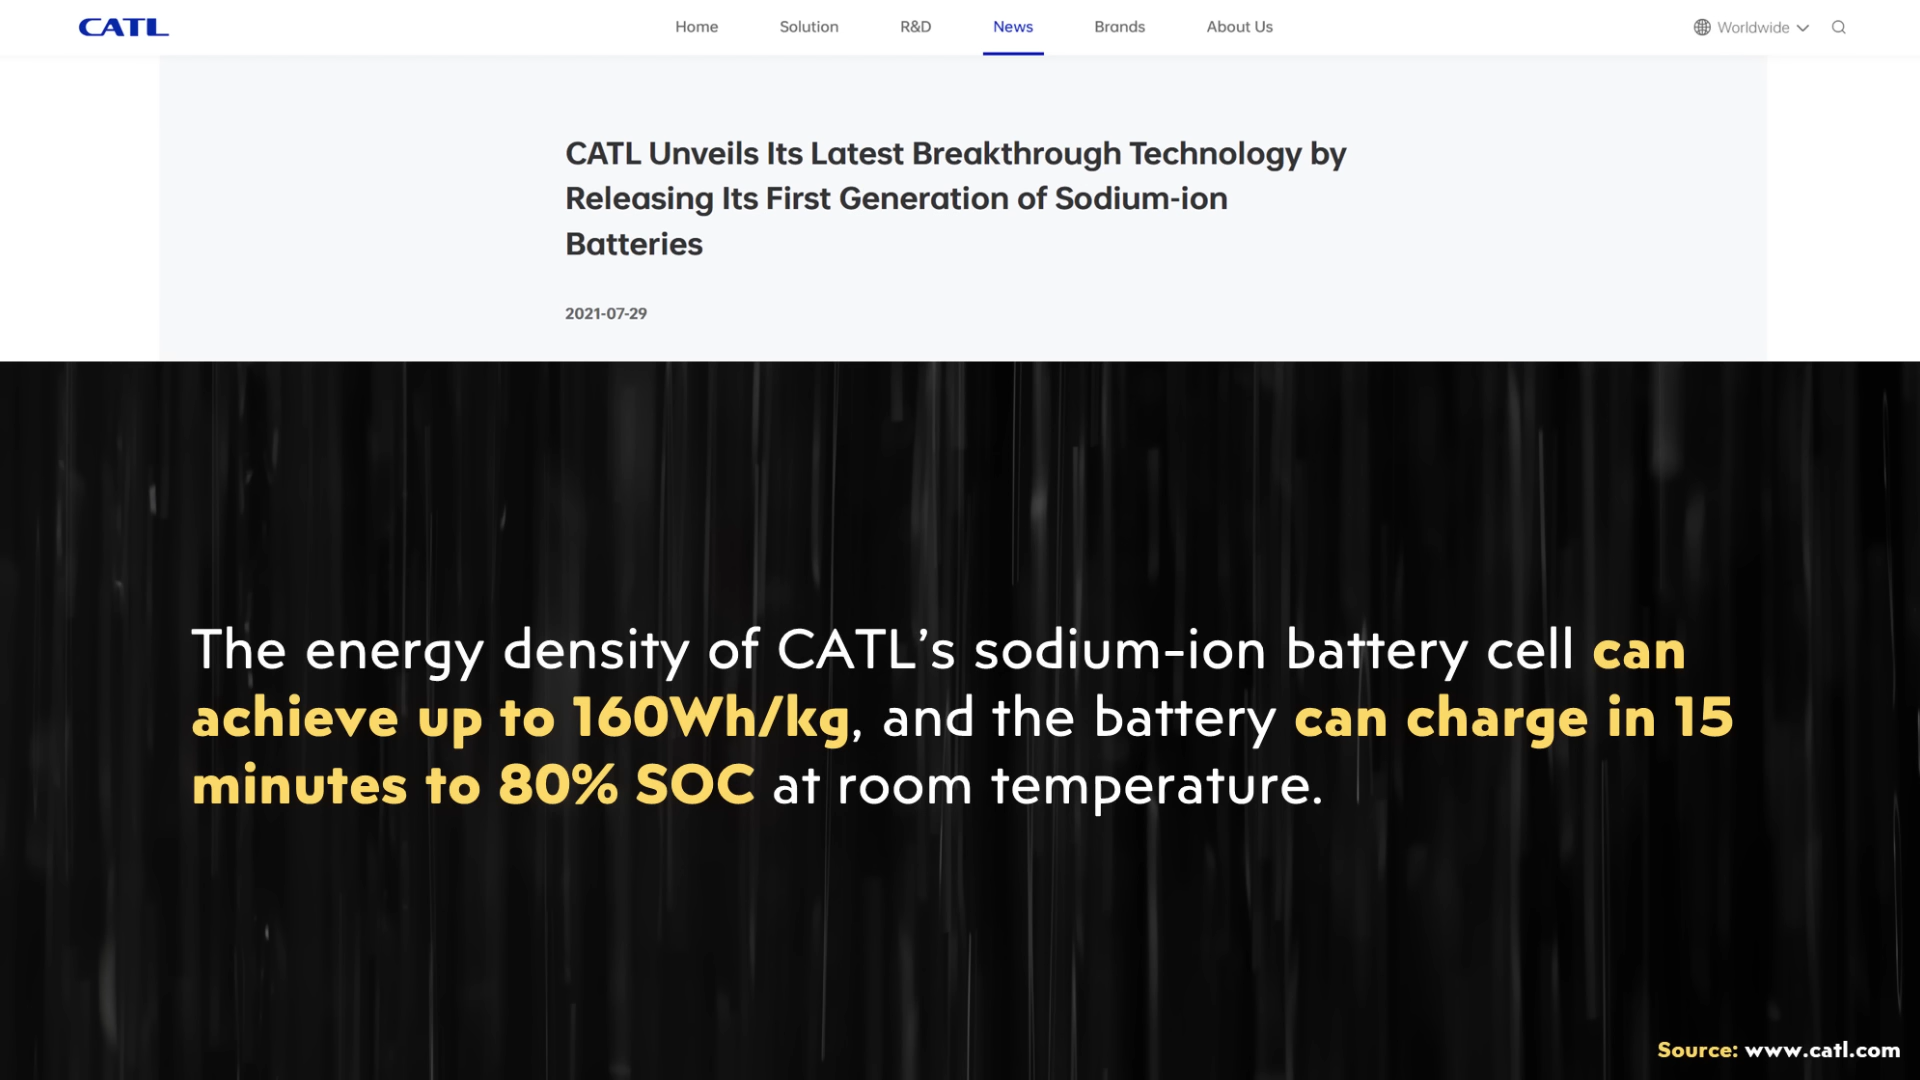 CATL
Home Solution R&D News Brands About Us
Worldwide
CATL Unveils Its Latest Breakthrough Technology by
Releasing Its First Generation of Sodium-ion
Batteries
2021-07-29
The energy density of CATL’s sodium-ion battery cell can
achieve up to 160Wh/kg, and the battery can charge in 15
minutes to 80% SOC at room temperature.
Source: www.catl.com